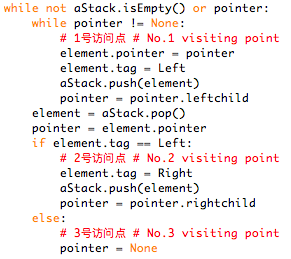 while not aStack.isEmpty() or pointer:
    while pointer != None:
        # 1号访问点 # No.1 visiting point
        element.pointer = pointer
        element.tag = Left
        aStack.push(element)
        pointer = pointer.leftchild
    element = aStack.pop()
    pointer = element.pointer
    if element.tag == Left:
        # 2号访问点 # No.2 visiting point
        element.tag = Right
        aStack.push(element)
        pointer = pointer.rightchild
    else:
        # 3号访问点 # No.3 visiting point
        pointer = None